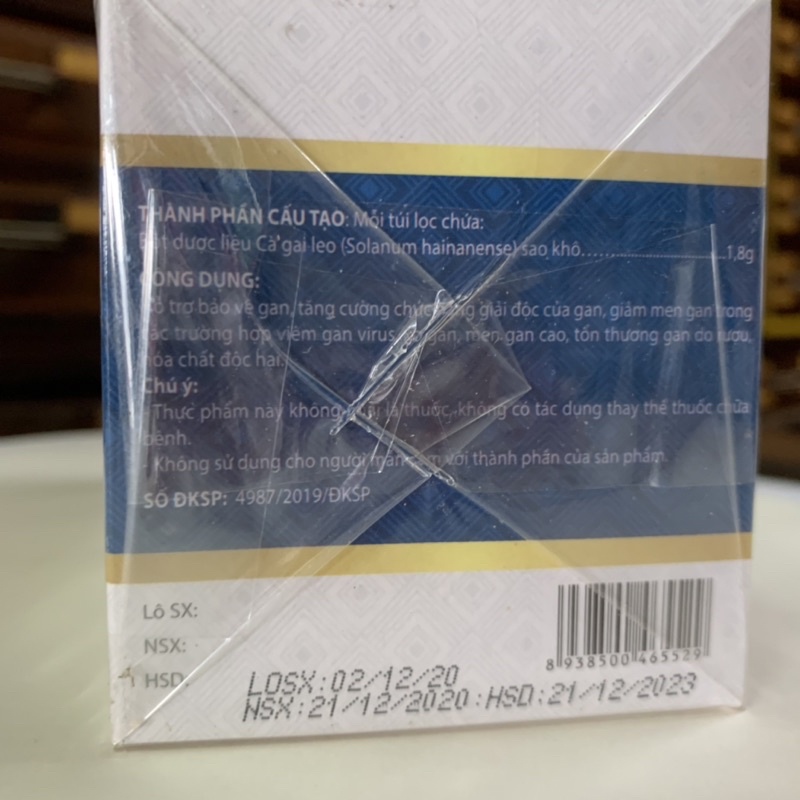 THÀNH PHẦN CẤU TẠO: Mỗi túi lọc chứa:
Bột dược liệu Cà gai leo (Solanum hainanense) sao khô.......................1,8g
CÔNG DỤNG:
Hỗ trợ bảo vệ gan, tăng cường chức năng giải độc của gan, giảm men gan trong
các trường hợp viêm gan virus, gan, men gan cao, tổn thương gan do rượu,
hóa chất độc hại.
Chú ý:
- Thực phẩm này không phải là thuốc, không có tác dụng thay thế thuốc chữa
bệnh.
- Không sử dụng cho người mẫn cảm với thành phần của sản phẩm.
SỐ ĐKSP: 4987/2019/ĐKSP
Lô SX:
NSX:
HSD:
8 938500 465529
LOSX:02/12/20
NSX:21/12/2020:HSD:21/12/2023